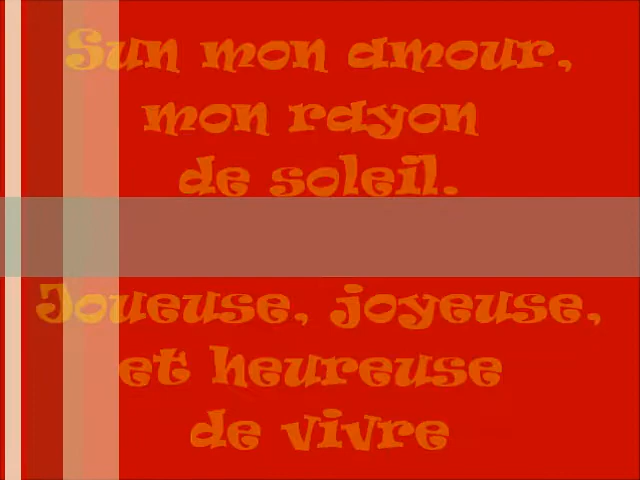 Sun mon amour,
mon rayon
de soleil.
Joueuse, joyeuse,
et heureuse
de vivre